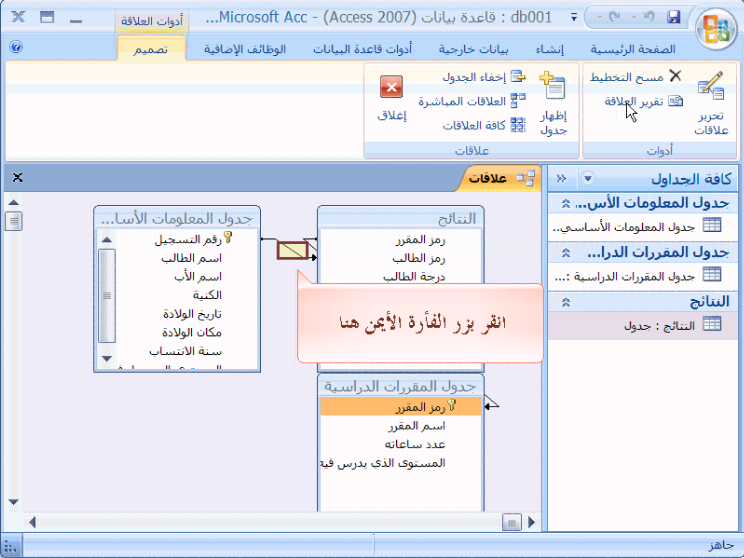 db001 : قاعدة بيانات (Access 2007) - Microsoft Acc...
أدوات العلاقة
الصفحة الرئيسية
إنشاء
بيانات خارجية
أدوات قاعدة البيانات
الوظائف الإضافية
تصميم
تحرير علاقات
مسح التخطيط
تقرير العلاقة
أدوات
إظهار جدول
إخفاء الجدول
العلاقات المباشرة
كافة العلاقات
إغلاق
علاقات
كافة الجداول
جدول المعلومات الأس...
جدول المعلومات الأساسي...
جدول المقررات الدرا...
جدول المقررات الدراسية :...
النتائج
النتائج : جدول
علاقات
النتائج
رمز المقرر
رمز الطالب
درجة الطالب
جدول المعلومات الأسا...
رقم التسجيل
اسم الطالب
اسم الأب
الكنية
تاريخ الولادة
مكان الولادة
سنة الانتساب
انقر بزر الفأرة الأيمن هنا
جدول المقررات الدراسية
رمز المقرر
اسم المقرر
عدد ساعاته
المستوى الذي يدرس فيه
جاهز